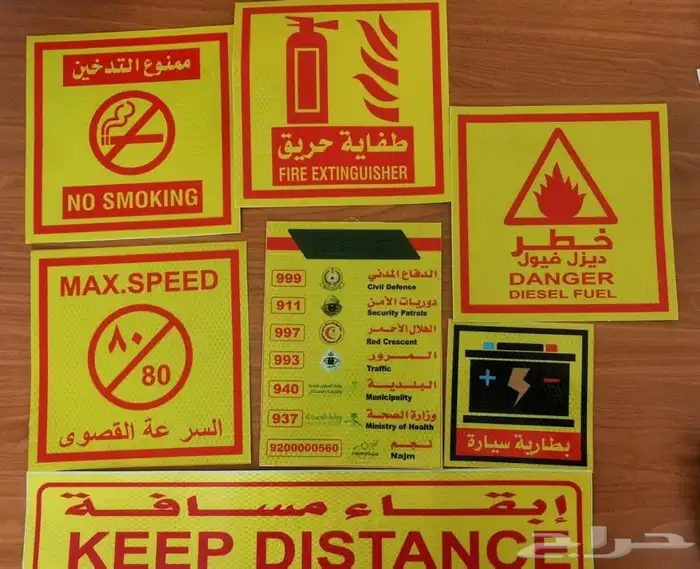 ممنوع التدخين
NO SMOKING
طفاية حريق
FIRE EXTINGUISHER
خطر
ديزل فيول
DANGER
DIESEL FUEL
MAX.SPEED
٨٠
80
السرعة القصوى
999
الدفاع المدني
Civil Defense
911
دوريات الأمن
Security Patrols
997
الهلال الأحمر
Red Crescent
993
المرور
Traffic
940
البلدية
Municipality
937
وزارة الصحة
وزارة الصحة
Ministry of Health
9200000560
نجم
Najm
+ -
بطارية سيارة
إبقاء مسافة
KEEP DISTANCE
حراج